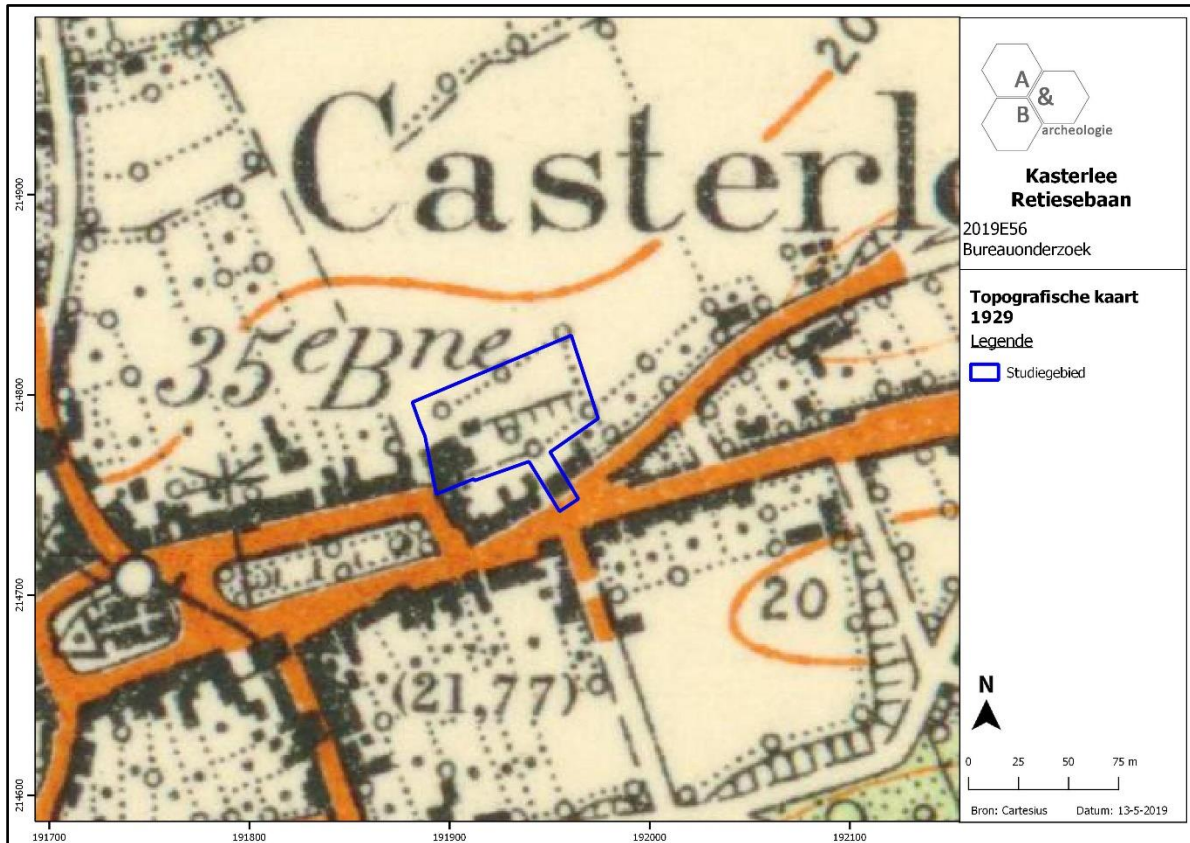 20
Casterl
35eBne
20
(21,77)
214900
214800
214700
214600
191700
191800
191900
192000
192100
A
&
B
archeologie
Kasterlee
Retiesebaan
2019E56
Bureauonderzoek
Topografische kaart
1929
Legende
Studiegebied
N
0 25 50 75 m
Bron: Cartesius Datum: 13-5-2019